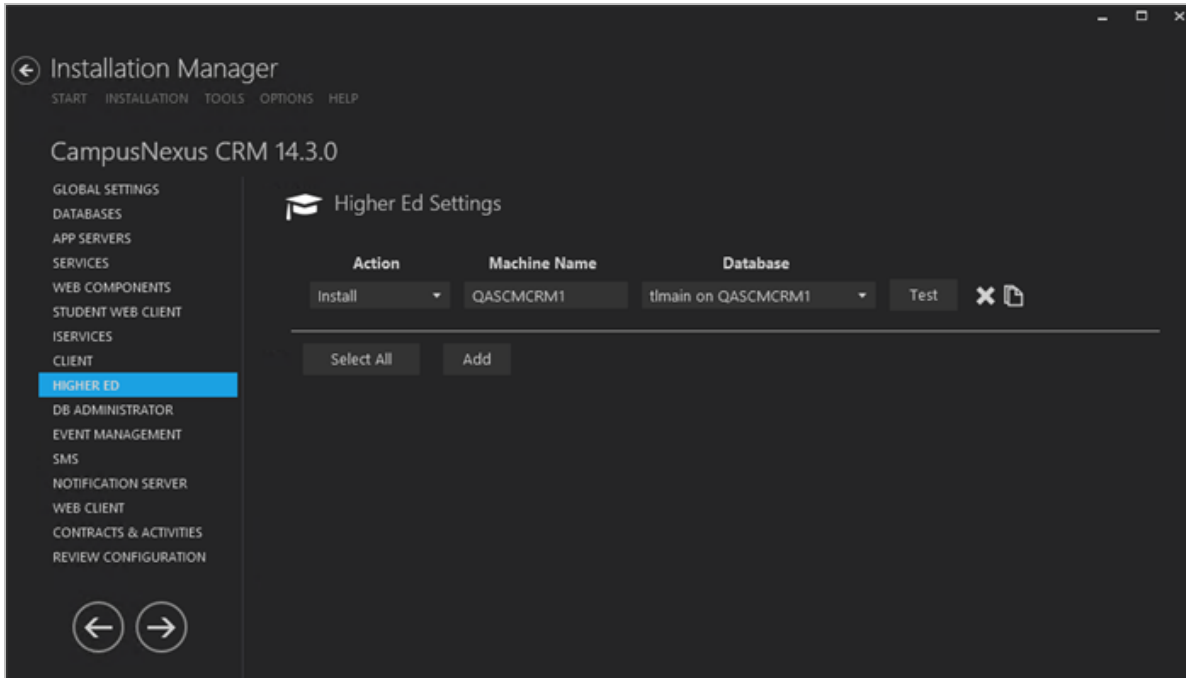 Installation Manager
START INSTALLATION TOOLS OPTIONS HELP
CampusNexus CRM 14.3.0
GLOBAL SETTINGS
DATABASES
APP SERVERS
SERVICES
WEB COMPONENTS
STUDENT WEB CLIENT
ISERVICES
CLIENT
HIGHER ED
DB ADMINISTRATOR
EVENT MANAGEMENT
SMS
NOTIFICATION SERVER
WEB CLIENT
CONTRACTS & ACTIVITIES
REVIEW CONFIGURATION
Higher Ed Settings
Action Machine Name Database
Install QASCMCRM1 tlmain on QASCMCRM1 Test
Select All Add